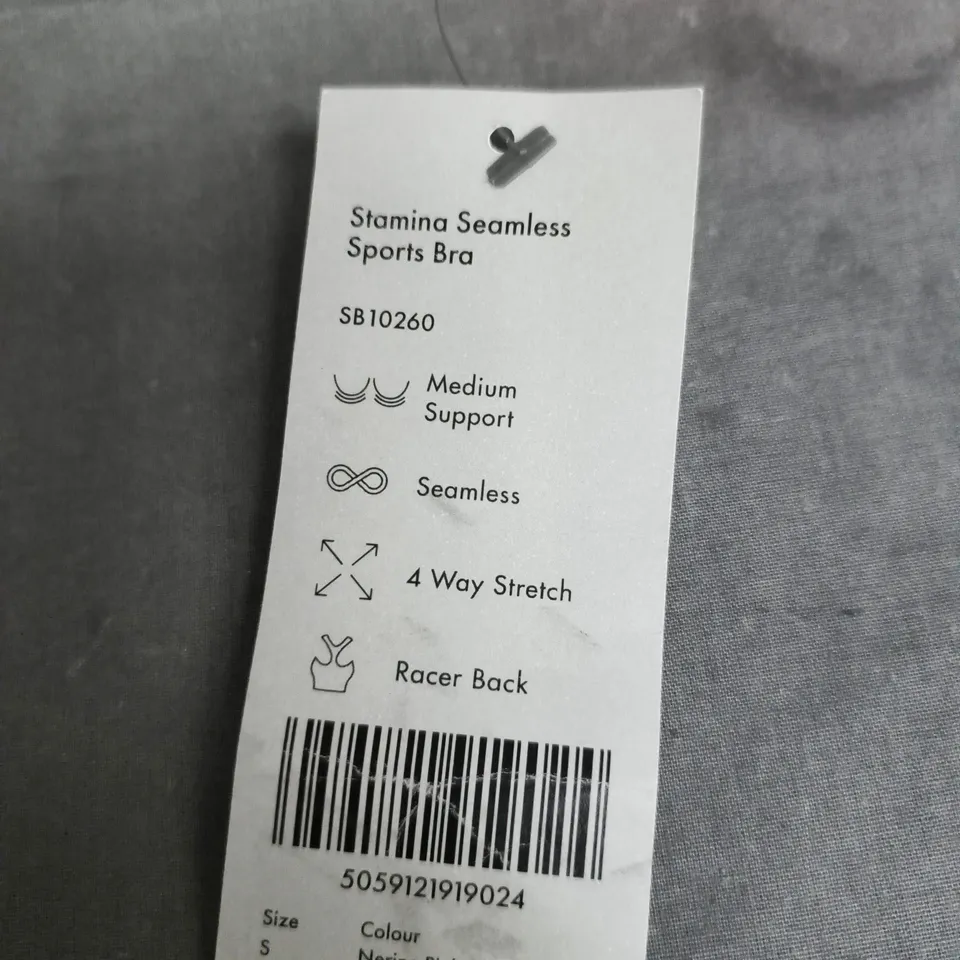 Stamina Seamless
Sports Bra
SB10260
Medium
Support
Seamless
4 Way Stretch
Racer Back
5059121919024
Size
Colour
S